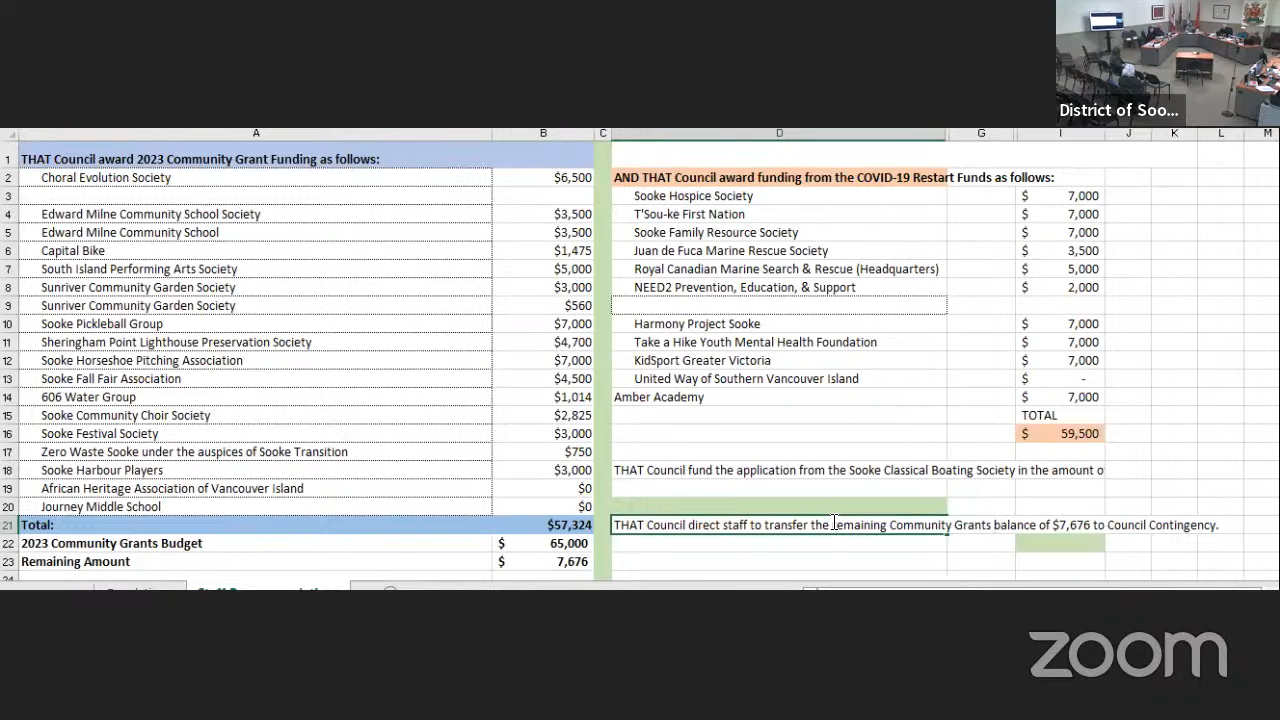 District of Soo...
A B C D G I J K L M
1 THAT Council award 2023 Community Grant Funding as follows:
2 Choral Evolution Society $6,500 AND THAT Council award funding from the COVID-19 Restart Funds as follows:
3 Sooke Hospice Society $ 7,000
4 Edward Milne Community School Society $3,500 T'Sou-ke First Nation $ 7,000
5 Edward Milne Community School $3,500 Sooke Family Resource Society $ 7,000
6 Capital Bike $1,475 Juan de Fuca Marine Rescue Society $ 3,500
7 South Island Performing Arts Society $5,000 Royal Canadian Marine Search & Rescue (Headquarters) $ 5,000
8 Sunriver Community Garden Society $3,000 NEED2 Prevention, Education, & Support $ 2,000
9 Sunriver Community Garden Society $560
10 Sooke Pickleball Group $7,000 Harmony Project Sooke $ 7,000
11 Sheringham Point Lighthouse Preservation Society $4,700 Take a Hike Youth Mental Health Foundation $ 7,000
12 Sooke Horseshoe Pitching Association $7,000 KidSport Greater Victoria $ 7,000
13 Sooke Fall Fair Association $4,500 United Way of Southern Vancouver Island $ -
14 606 Water Group $1,014 Amber Academy $ 7,000
15 Sooke Community Choir Society $2,825 TOTAL
16 Sooke Festival Society $3,000 $ 59,500
17 Zero Waste Sooke under the auspices of Sooke Transition $750
18 Sooke Harbour Players $3,000 THAT Council fund the application from the Sooke Classical Boating Society in the amount o
19 African Heritage Association of Vancouver Island $0
20 Journey Middle School $0
21 Total: $57,324 THAT Council direct staff to transfer the remaining Community Grants balance of $7,676 to Council Contingency.
22 2023 Community Grants Budget $ 65,000
23 Remaining Amount $ 7,676
zoom